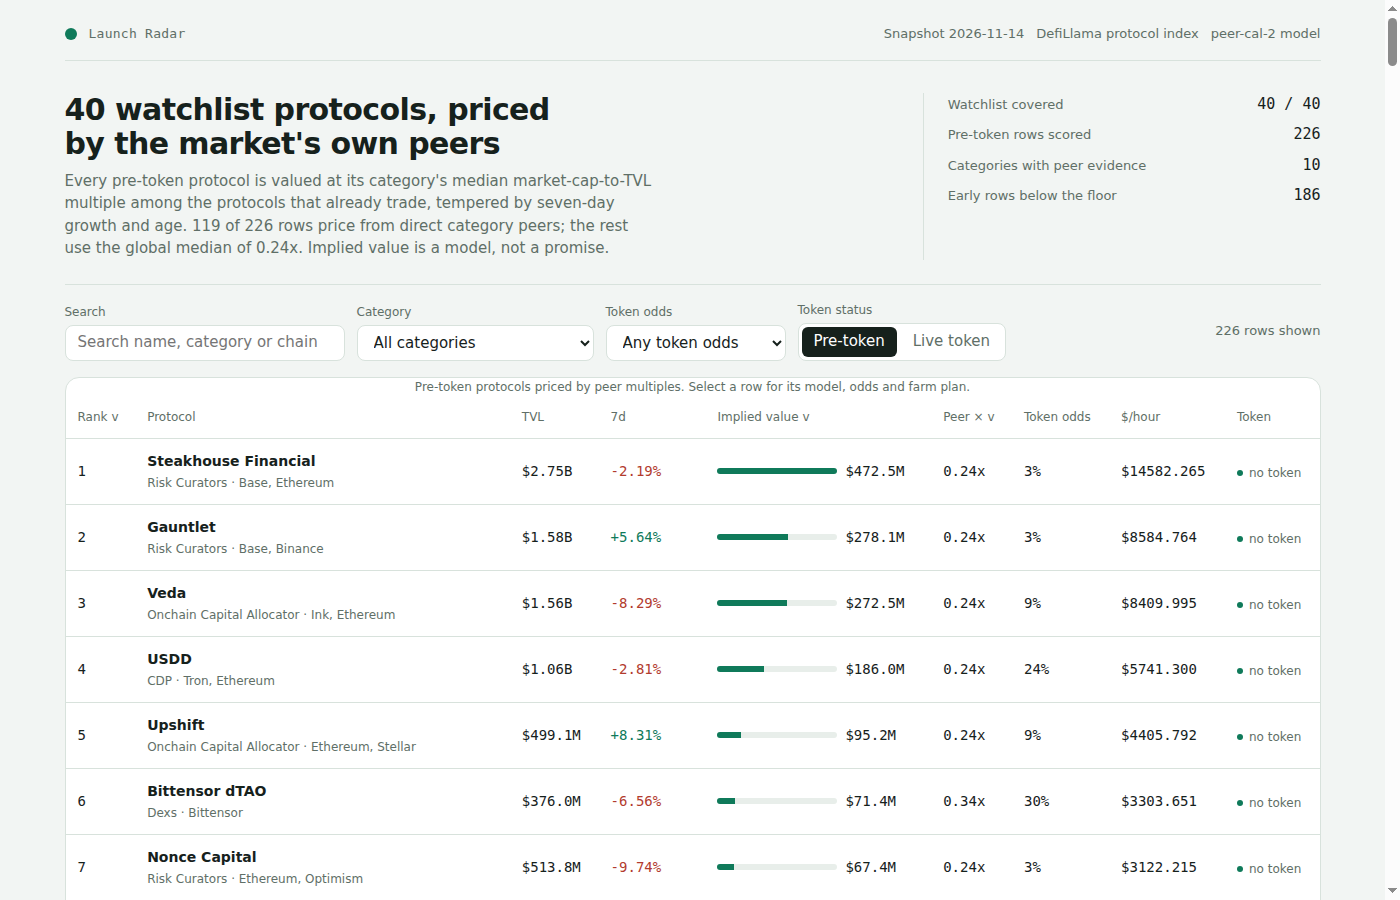 Launch Radar
Snapshot 2026-11-14 DefiLlama protocol index peer-cal-2 model
40 watchlist protocols, priced
by the market's own peers
Every pre-token protocol is valued at its category's median market-cap-to-TVL
multiple among the protocols that already trade, tempered by seven-day
growth and age. 119 of 226 rows price from direct category peers; the rest
use the global median of 0.24x. Implied value is a model, not a promise.
Watchlist covered 40 / 40
Pre-token rows scored 226
Categories with peer evidence 10
Early rows below the floor 186
Search
Category
Token odds
Token status
Search name, category or chain
All categories
Any token odds
Pre-token
Live token
226 rows shown
Pre-token protocols priced by peer multiples. Select a row for its model, odds and farm plan.
Rank v Protocol TVL 7d Implied value v Peer × v Token odds $/hour Token
1 Steakhouse Financial $2.75B -2.19% $472.5M 0.24x 3% $14582.265 no token
Risk Curators · Base, Ethereum
2 Gauntlet $1.58B +5.64% $278.1M 0.24x 3% $8584.764 no token
Risk Curators · Base, Binance
3 Veda $1.56B -8.29% $272.5M 0.24x 9% $8409.995 no token
Onchain Capital Allocator · Ink, Ethereum
4 USDD $1.06B -2.81% $186.0M 0.24x 24% $5741.300 no token
CDP · Tron, Ethereum
5 Upshift $499.1M +8.31% $95.2M 0.24x 9% $4405.792 no token
Onchain Capital Allocator · Ethereum, Stellar
6 Bittensor dTAO $376.0M -6.56% $71.4M 0.34x 30% $3303.651 no token
Dexs · Bittensor
7 Nonce Capital $513.8M -9.74% $67.4M 0.24x 3% $3122.215 no token
Risk Curators · Ethereum, Optimism